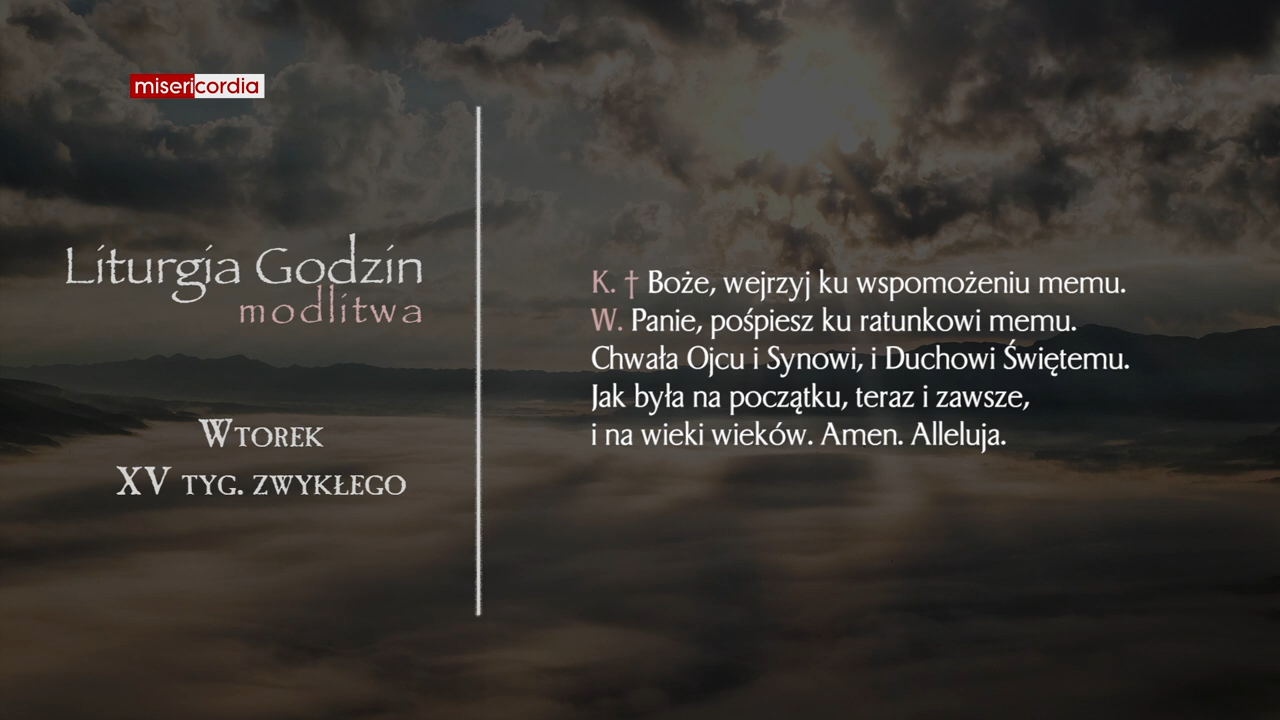 misericordia
Liturgia Godzin
modlitwa
Wtorek
XV tyg. zwykłego
K. † Boże, wejrzyj ku wspomożeniu memu.
W. Panie, pośpiesz ku ratunkowi memu.
Chwała Ojcu i Synowi, i Duchowi Świętemu.
Jak była na początku, teraz i zawsze,
i na wieki wieków. Amen. Alleluja.